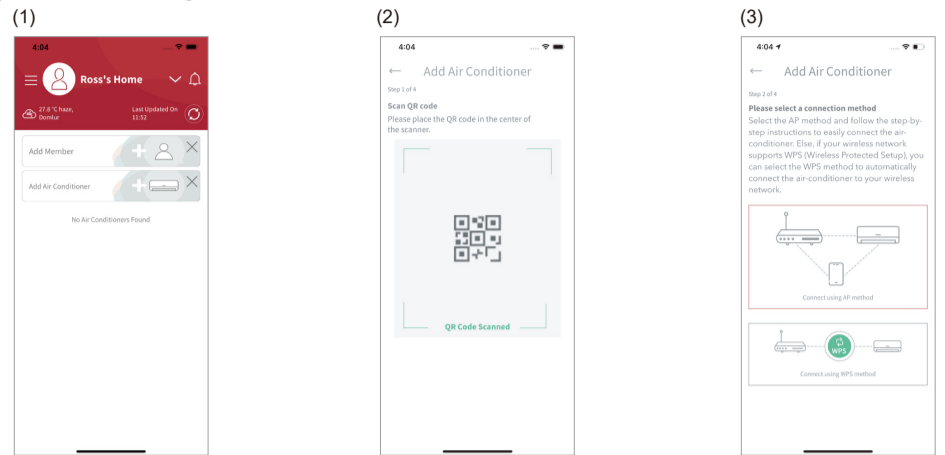 (1)
4:04
Ross's Home
27.8 °C haze,
Domlur
Last Updated On
11:52
Add Member
Add Air Conditioner
No Air Conditioners Found
(2)
4:04
Add Air Conditioner
Step 1 of 4
Scan QR code
Please place the QR code in the center of
the scanner.
QR Code Scanned
(3)
4:04
Add Air Conditioner
Step 2 of 4
Please select a connection method
Select the AP method and follow the step-by-
step instructions to easily connect the air-
conditioner. Else, if your wireless network
supports WPS (Wireless Protected Setup), you
can select the WPS method to automatically
connect the air-conditioner to your wireless
network.
Connect using AP method
WPS
Connect using WPS method